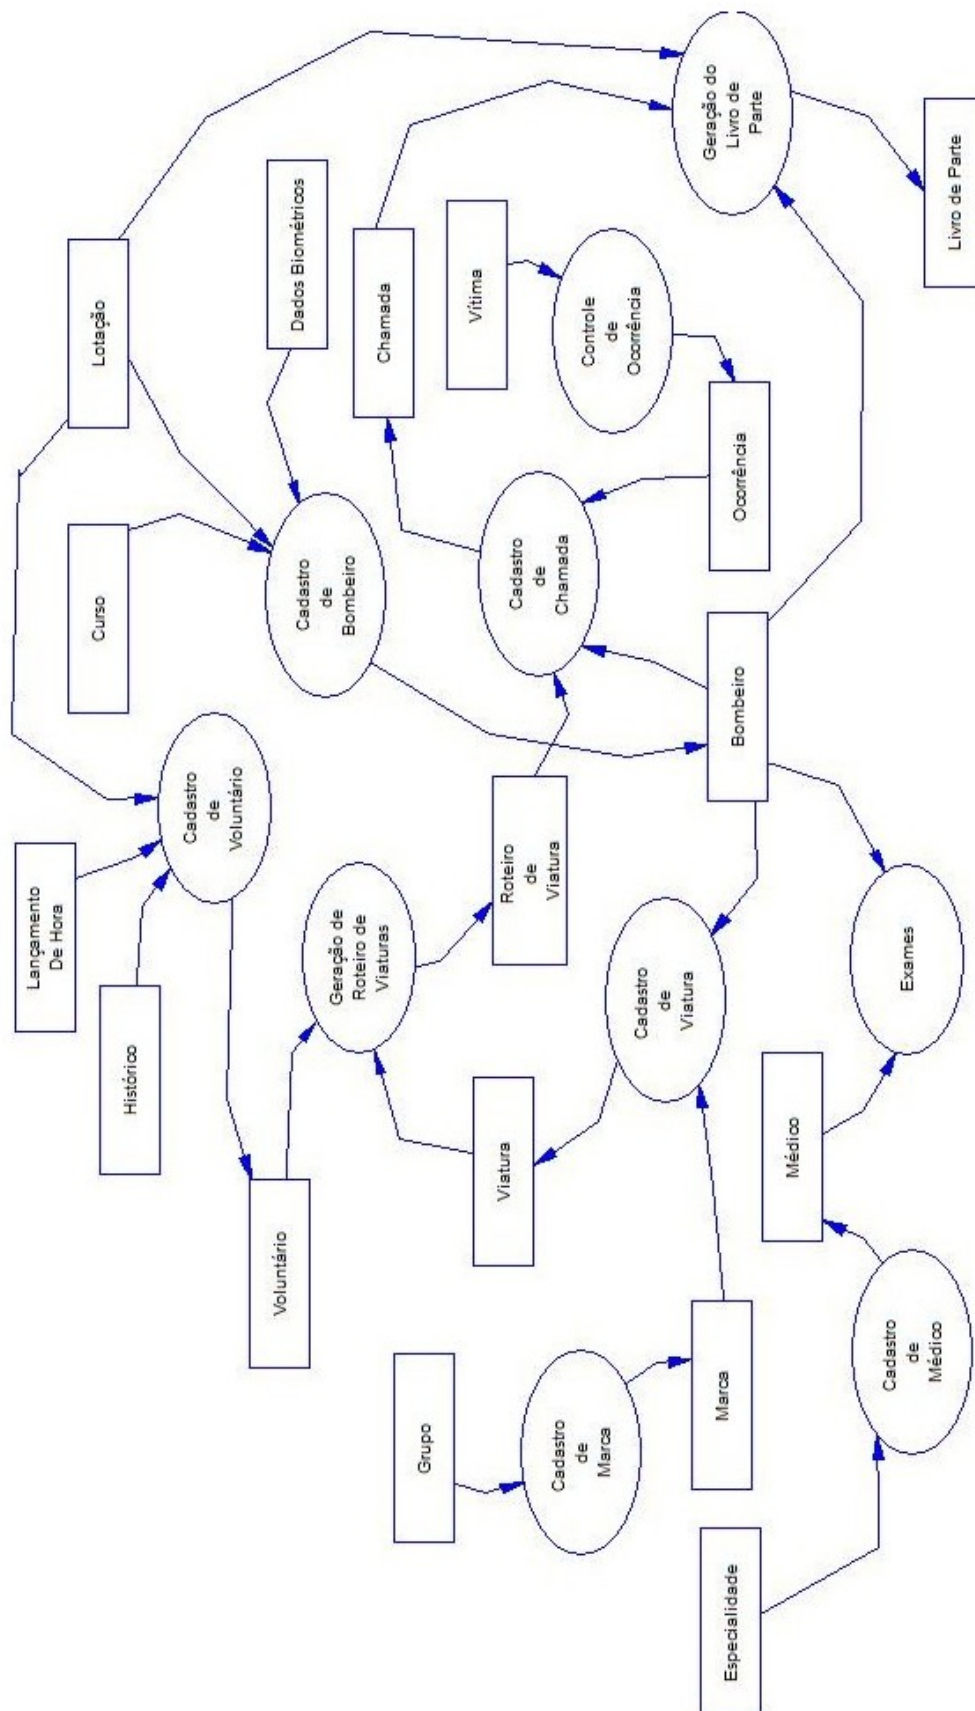 Lançamento
De Hora
Histórico
Curso
Lotação
Voluntário
Cadastro
de
Voluntário
Cadastro
de
Bombeiro
Dados Biométricos
Grupo
Geração de
Roteiro de
Viaturas
Chamada
Viatura
Roteiro
de
Viatura
Cadastro
de
Chamada
Vítima
Cadastro
de
Marca
Cadastro
de
Viatura
Controle
de
Ocorrência
Especialidade
Marca
Bombeiro
Ocorrência
Geração do
Livro de
Parte
Médico
Cadastro
de
Médico
Exames
Livro de Parte